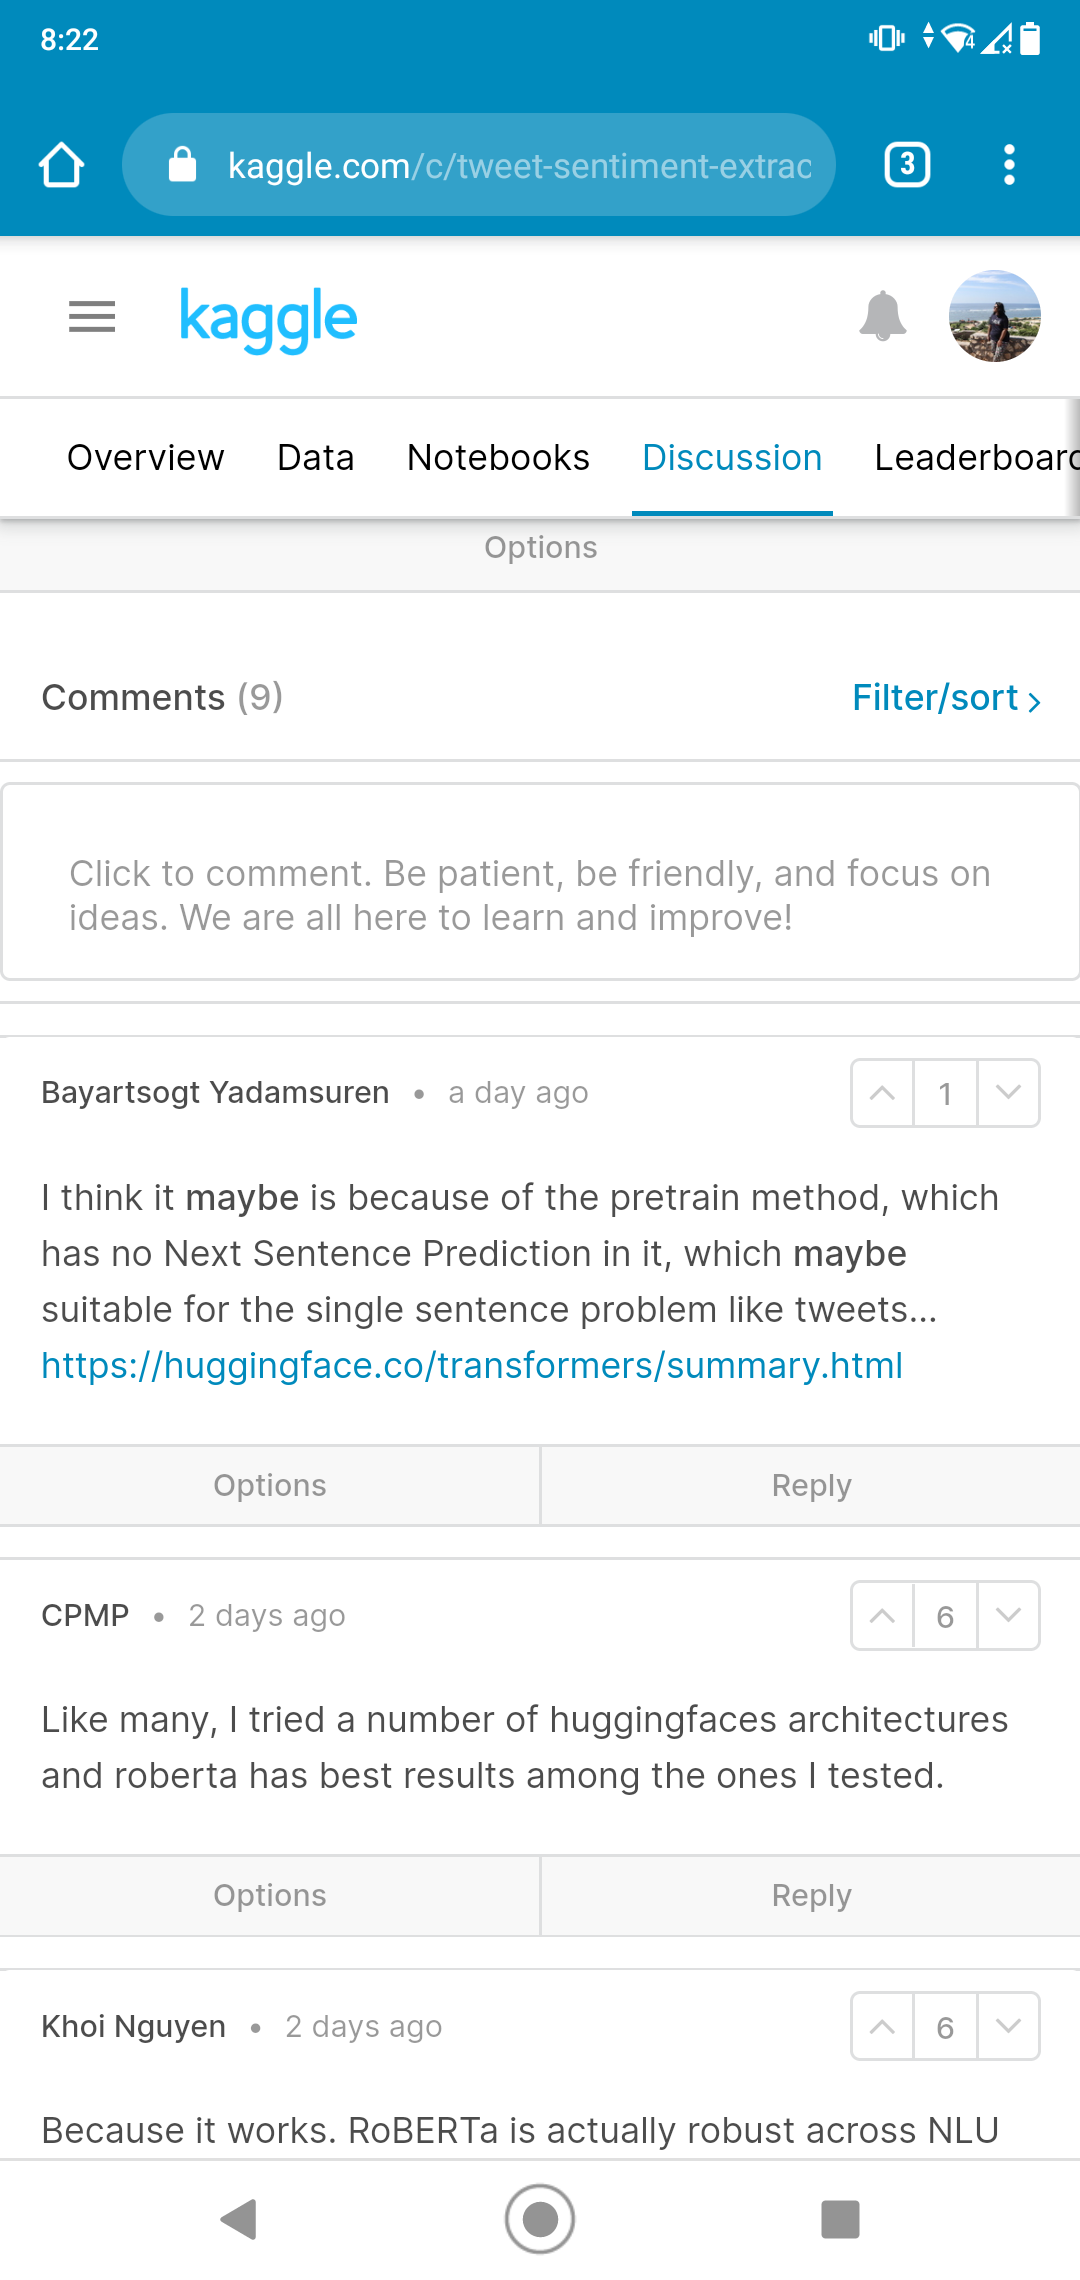 8:22
4
kaggle.com/c/tweet-sentiment-extrac
3
kaggle
Overview Data Notebooks Discussion Leaderboard
Options
Comments (9) Filter/sort
Click to comment. Be patient, be friendly, and focus on
ideas. We are all here to learn and improve!
Bayartsogt Yadamsuren • a day ago 1
I think it maybe is because of the pretrain method, which
has no Next Sentence Prediction in it, which maybe
suitable for the single sentence problem like tweets...
https://huggingface.co/transformers/summary.html
Options Reply
CPMP • 2 days ago 6
Like many, I tried a number of huggingfaces architectures
and roberta has best results among the ones I tested.
Options Reply
Khoi Nguyen • 2 days ago 6
Because it works. RoBERTa is actually robust across NLU